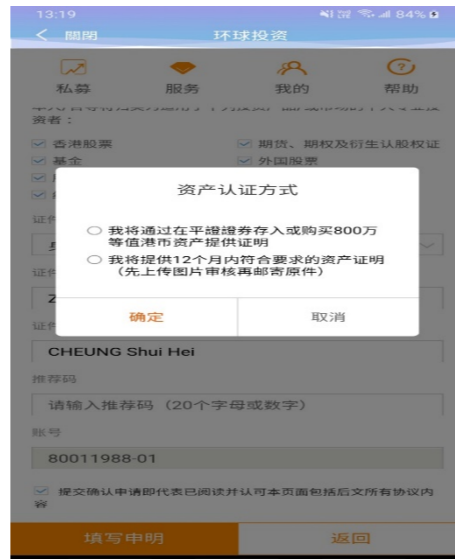 13:19
84%
關閉
环球投资
私募
服务
我的
帮助
资者：
香港股票
期货、期权及衍生认股权证
基金
外国股票
资产认证方式
我将通过在平證證券存入或购买800万
等值港币资产提供证明
我将提供12个月内符合要求的资产证明
(先上传图片审核再邮寄原件)
确定
取消
CHEUNG Shui Hei
推荐码
请输入推荐码（20个字母或数字）
账号
80011988-01
提交确认申请即代表已阅读并认可本页面包括后文所有协议内
容
填写申明
返回